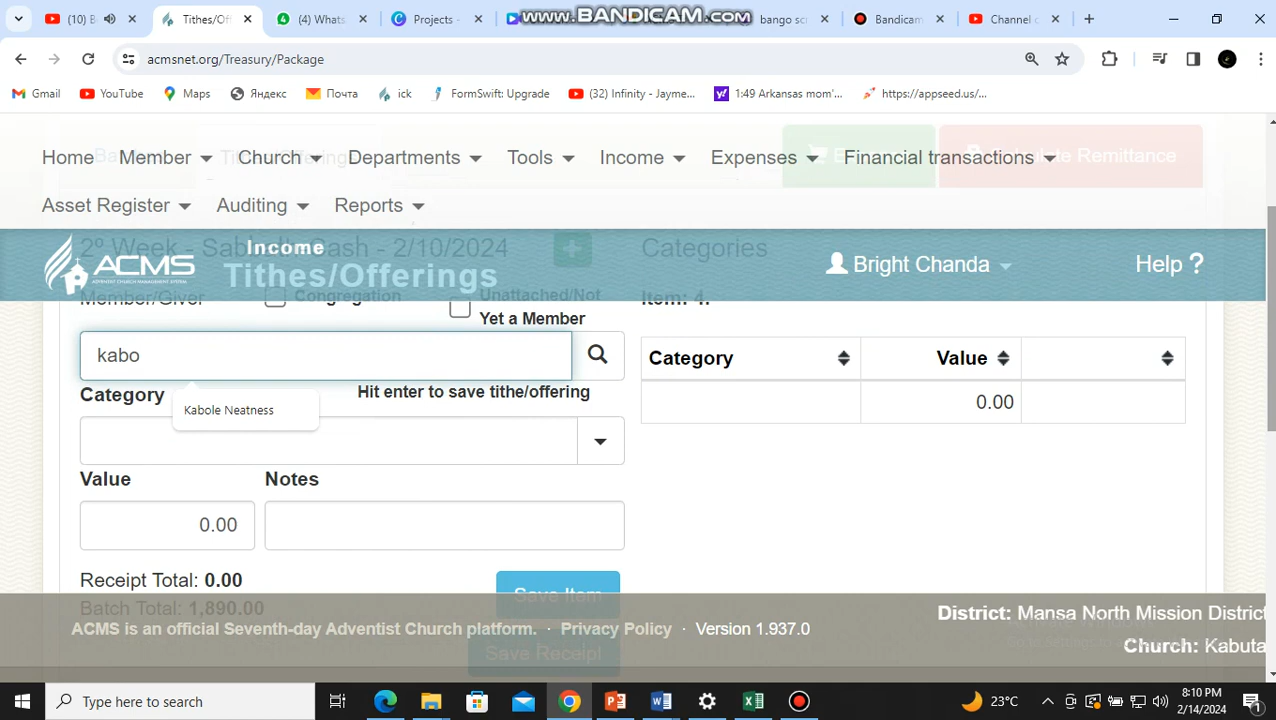 (10) B
Tithes/Of
(4) Whats
Projects -
www.BANDICAM.com
bango sc
Bandicam
Channel c
acmsnet.org/Treasury/Package
Gmail
YouTube
Maps
Яндекс
Почта
ick
FormSwift: Upgrade
(32) Infinity - Jayme...
1:49 Arkansas mom'...
https://appseed.us/...
Home
Member
Church
Departments
Tools
Income
Expenses
Financial transactions
Remittance
Asset Register
Auditing
Reports
2º Week - Sabbath Cash - 2/10/2024
Categories
ACMS
Income
Tithes/Offerings
Bright Chanda
Help ?
Member/Giver
Congregation
Unattached/Not
Yet a Member
Item: 4.
kabo
Category
Value
Category
Hit enter to save tithe/offering
Kabole Neatness
0.00
Value
Notes
0.00
Receipt Total: 0.00
Save Item
Batch Total: 1,890.00
Save Receipt
ACMS is an official Seventh-day Adventist Church platform. · Privacy Policy · Version 1.937.0
District: Mansa North Mission District
Church: Kabuta
Type here to search
23°C
8:10 PM
2/14/2024